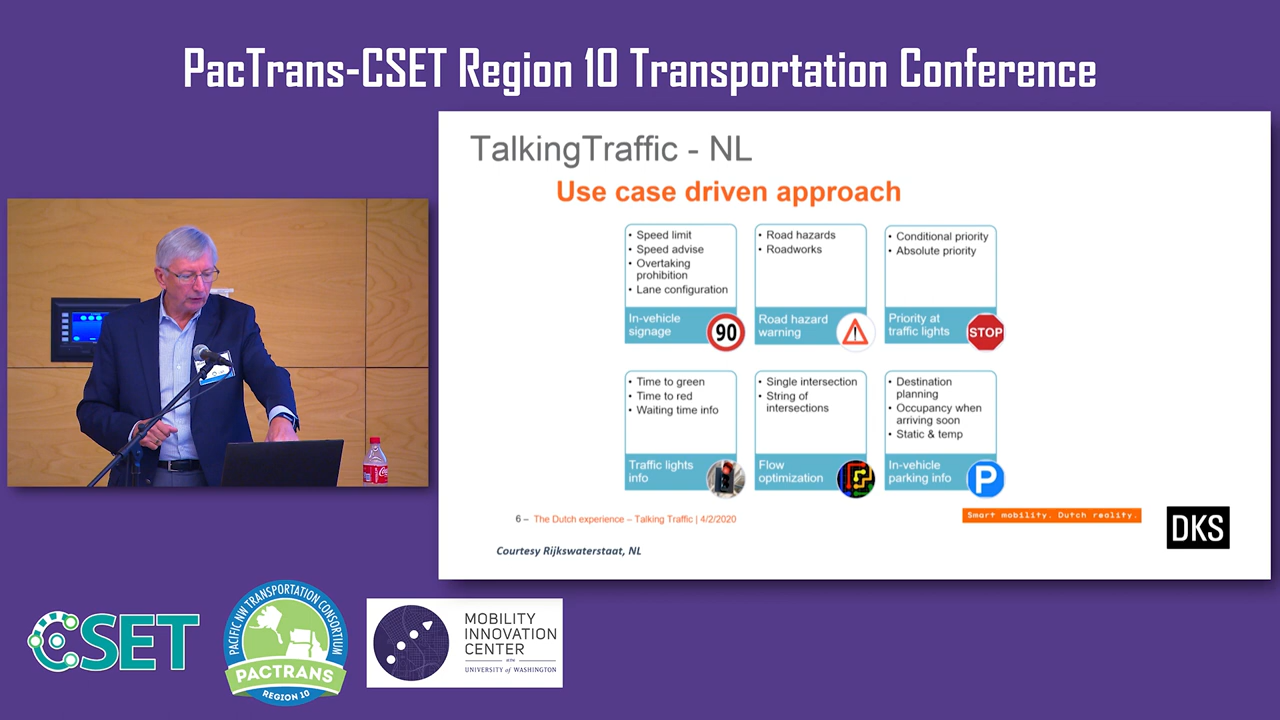 PacTrans-CSET Region 10 Transportation Conference
TalkingTraffic - NL
Use case driven approach
• Speed limit
• Speed advise
• Overtaking
prohibition
• Lane configuration
In-vehicle
signage
90
• Road hazards
• Roadworks
Road hazard
warning
• Conditional priority
• Absolute priority
Priority at
traffic lights
STOP
• Time to green
• Time to red
• Waiting time info
Traffic lights
info
• Single intersection
• String of
intersections
Flow
optimization
• Destination
planning
• Occupancy when
arriving soon
• Static & temp
In-vehicle
parking info
P
6 – The Dutch experience – Talking Traffic | 4/2/2020
Smart mobility. Dutch reality.
DKS
Courtesy Rijkswaterstaat, NL
CSET
PACIFIC NW TRANSPORTATION CONSORTIUM
PACTRANS
REGION 10
MOBILITY
INNOVATION
CENTER
UNIVERSITY of WASHINGTON